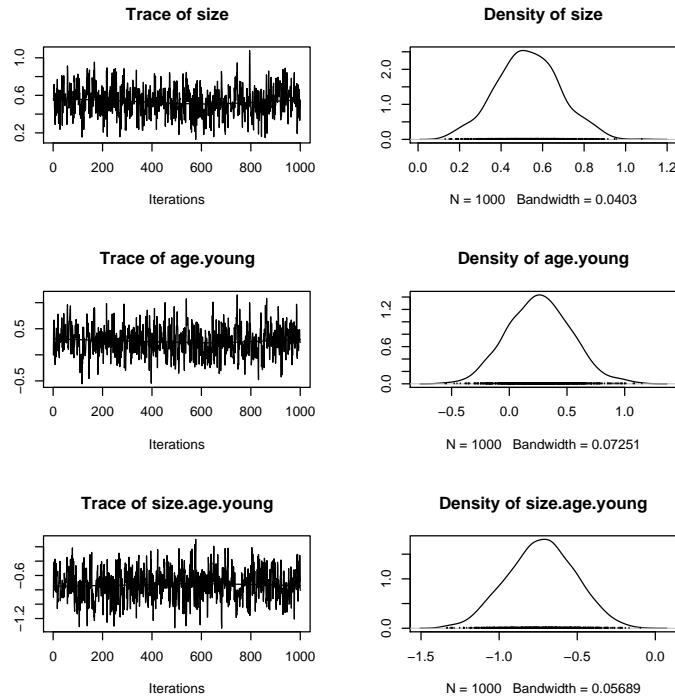 Trace of size
1.0
0.6
0.2
0 200 400 600 800 1000
Iterations
Density of size
2.0
1.0
0.0
0.0 0.2 0.4 0.6 0.8 1.0 1.2
N = 1000 Bandwidth = 0.0403
Trace of age.young
0.5
−0.5
0 200 400 600 800 1000
Iterations
Density of age.young
1.2
0.6
0.0
−0.5 0.0 0.5 1.0
N = 1000 Bandwidth = 0.07251
Trace of size.age.young
−0.6
−1.2
0 200 400 600 800 1000
Iterations
Density of size.age.young
1.0
0.0
−1.5 −1.0 −0.5 0.0
N = 1000 Bandwidth = 0.05689